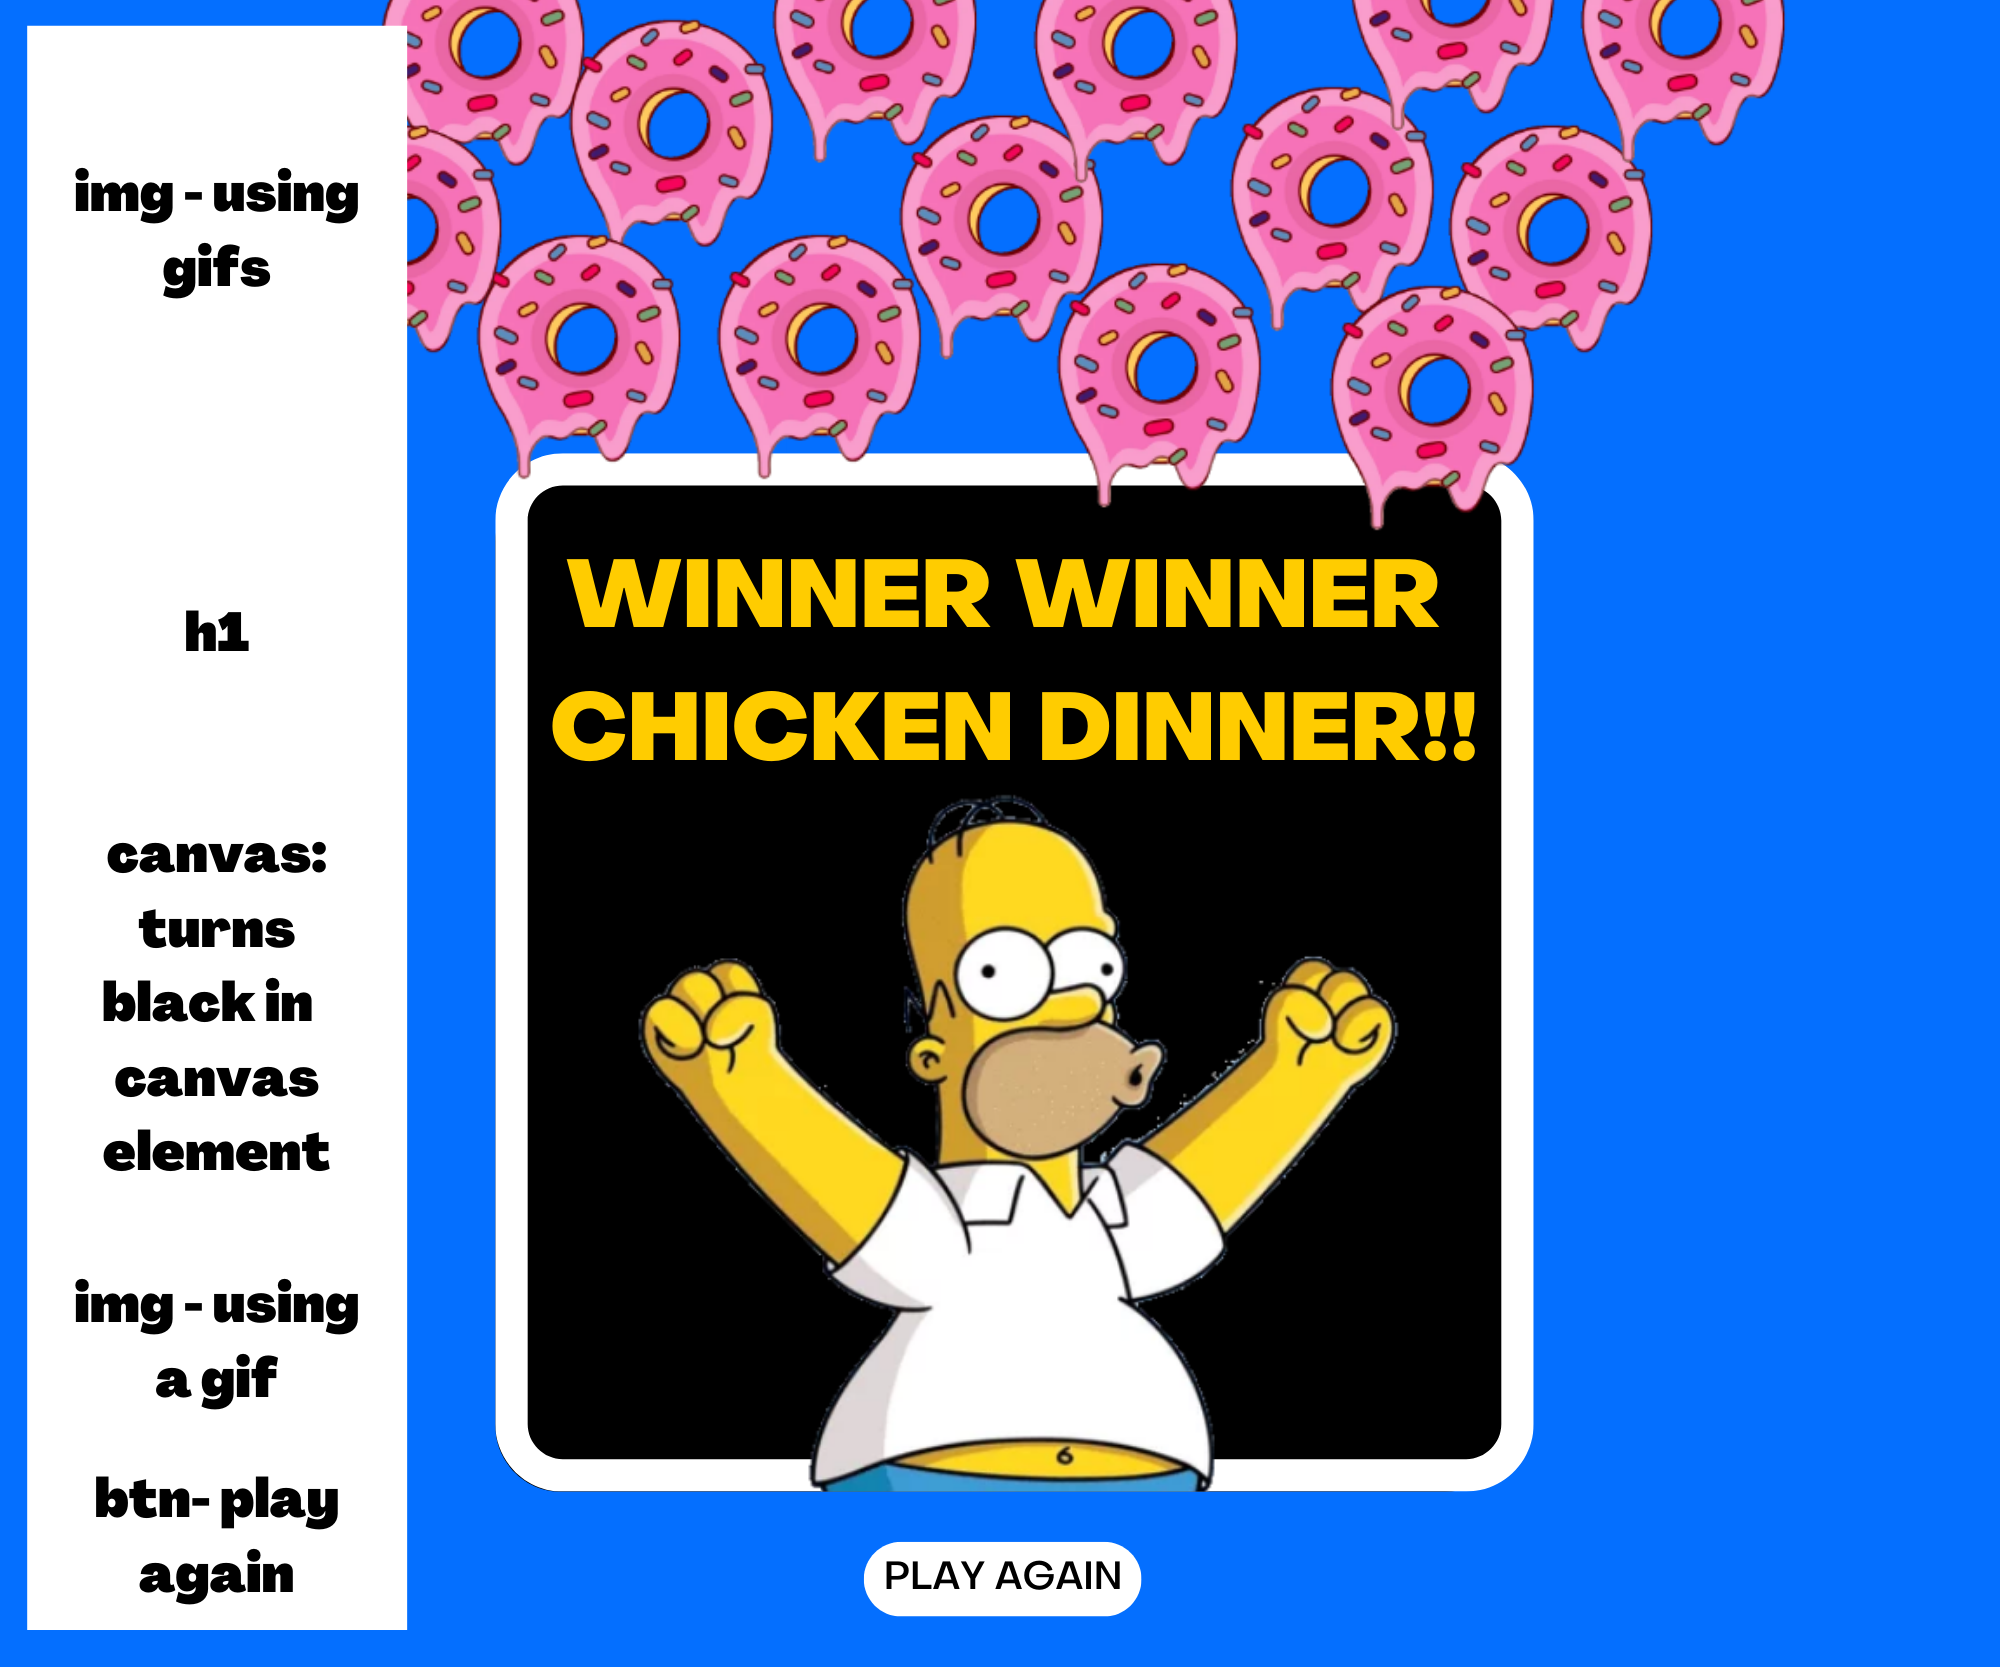 img - using
gifs
h1
canvas:
turns
black in
canvas
element
img - using
a gif
btn- play
again
WINNER WINNER
CHICKEN DINNER!!
PLAY AGAIN